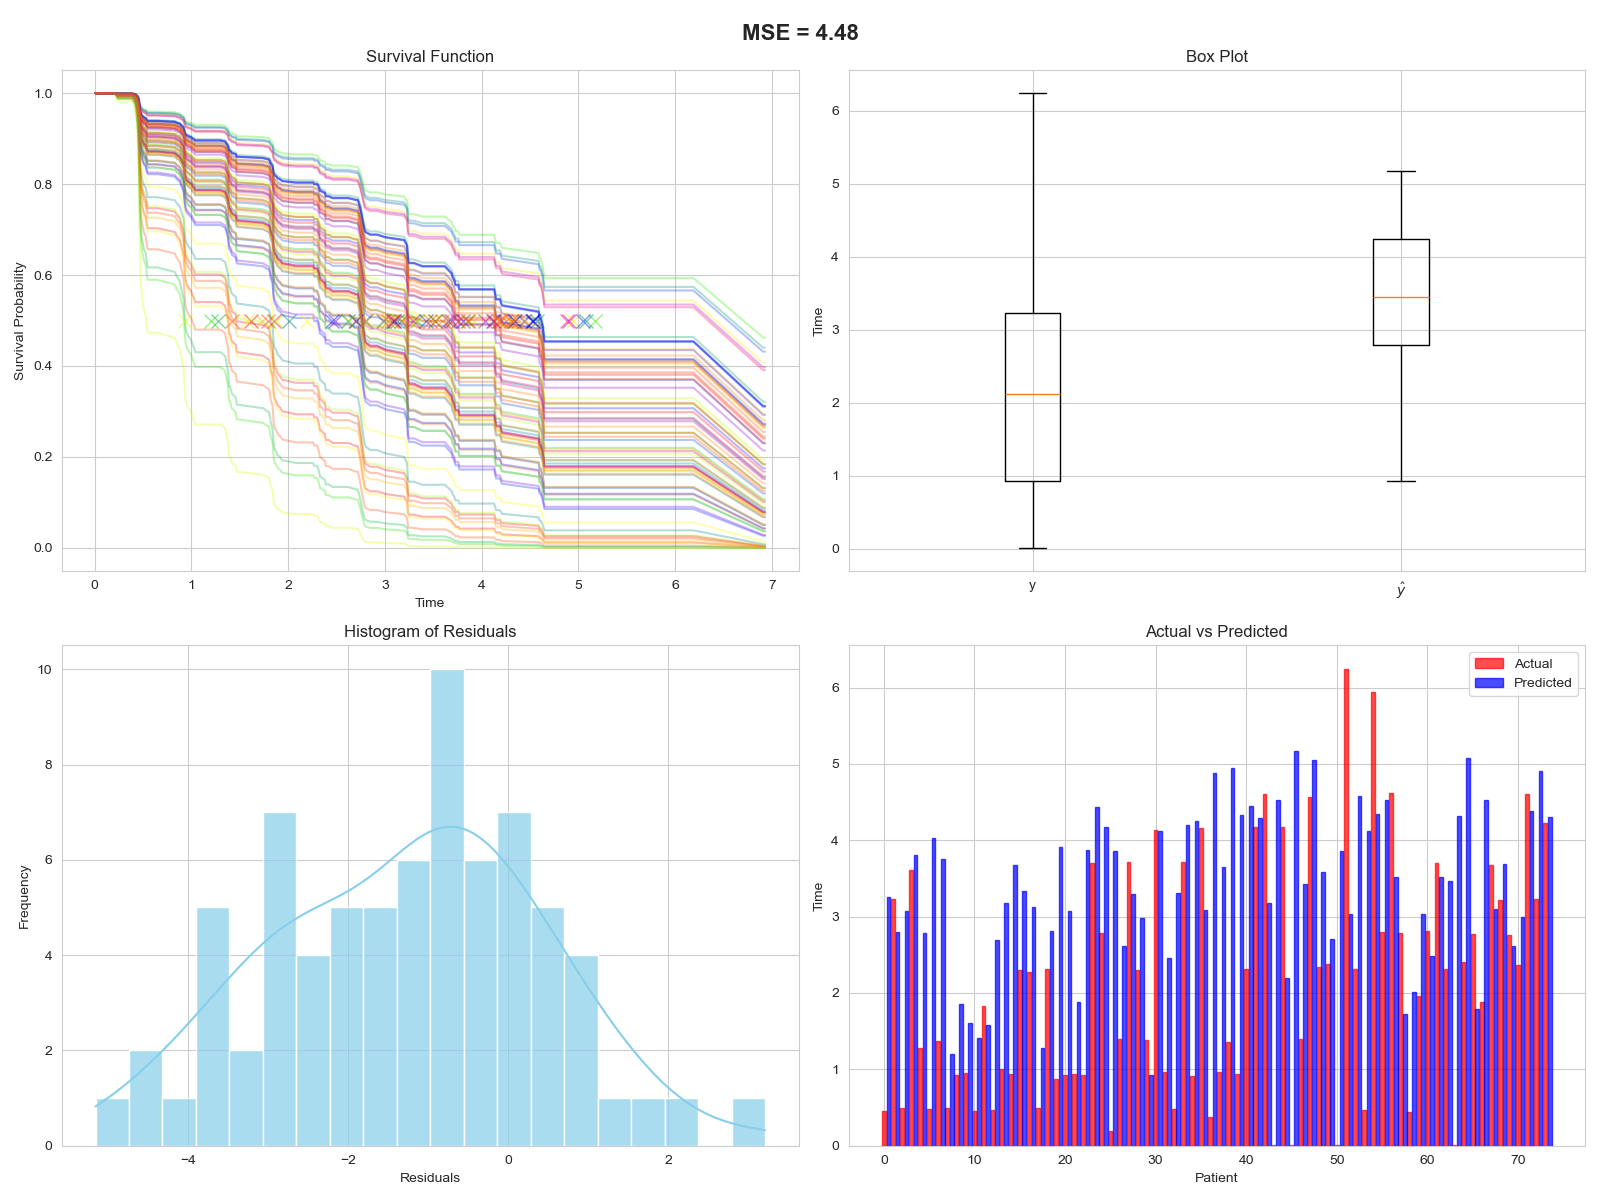 MSE = 4.48
Survival Function
1.0
0.8
0.6
0.4
0.2
0.0
Survival Probability
0 1 2 3 4 5 6 7
Time
Box Plot
6
5
4
3
2
1
0
Time
y ŷ
Histogram of Residuals
10
8
6
4
2
0
Frequency
−4 −2 0 2
Residuals
Actual vs Predicted
Actual
Predicted
6
5
4
3
2
1
0
Time
0 10 20 30 40 50 60 70
Patient